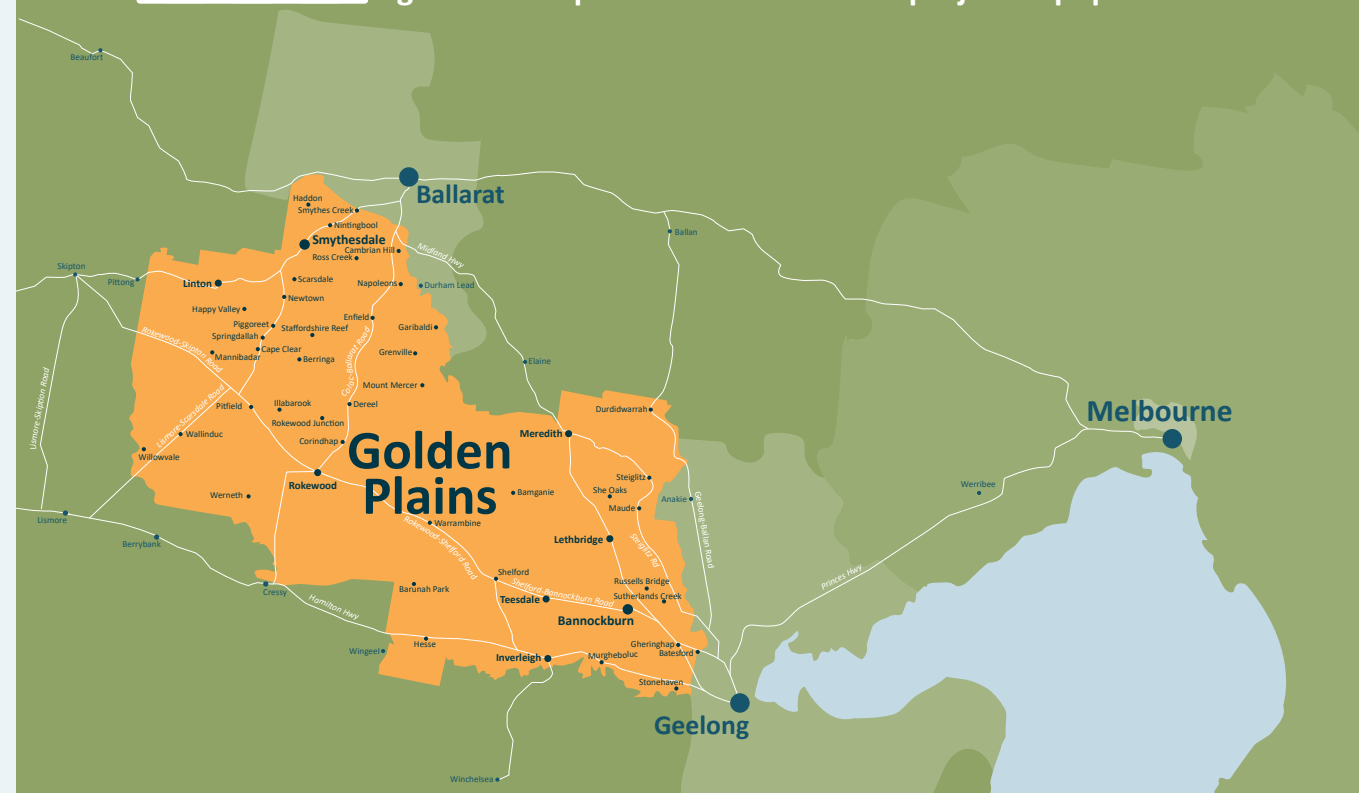 Beaufort
Ballarat
Haddon
Smythes Creek
Nintingbool
Smythesdale
Cambrian Hill
Ross Creek
Midland Hwy
Ballan
Skipton
Pittong
Linton
Scarsdale
Napoleons
Durham Lead
Newtown
Happy Valley
Enfield
Piggoreet
Staffordshire Reef
Garibaldi
Springdallah
Rokewood-Skipton Road
Cape Clear
Mannibadar
Berringa
Grenville
Colac-Ballarat Road
Elaine
Mount Mercer
Lismore-Skiption Road
Lismore-Scarsdale Road
Pitfield
Illabarook
Dereel
Rokewood Junction
Durdidwarrah
Melbourne
Wallinduc
Corindhap
Meredith
Willowvale
Golden
Plains
Rokewood
Steiglitz
Werneth
Bamganie
She Oaks
Anakie
Geelong-Ballan Road
Werribee
Maude
Lismore
Warrambine
Rokewood-Shelford Road
Berrybank
Lethbridge
Steiglitz Rd
Shelford
Russells Bridge
Princes Hwy
Cressy
Barunah Park
Shelford-Bannockburn Road
Sutherlands Creek
Teesdale
Hamilton Hwy
Bannockburn
Hesse
Gheringhap
Wingeel
Inverleigh
Murgheboluc
Batesford
Stonehaven
Geelong
Winchelsea